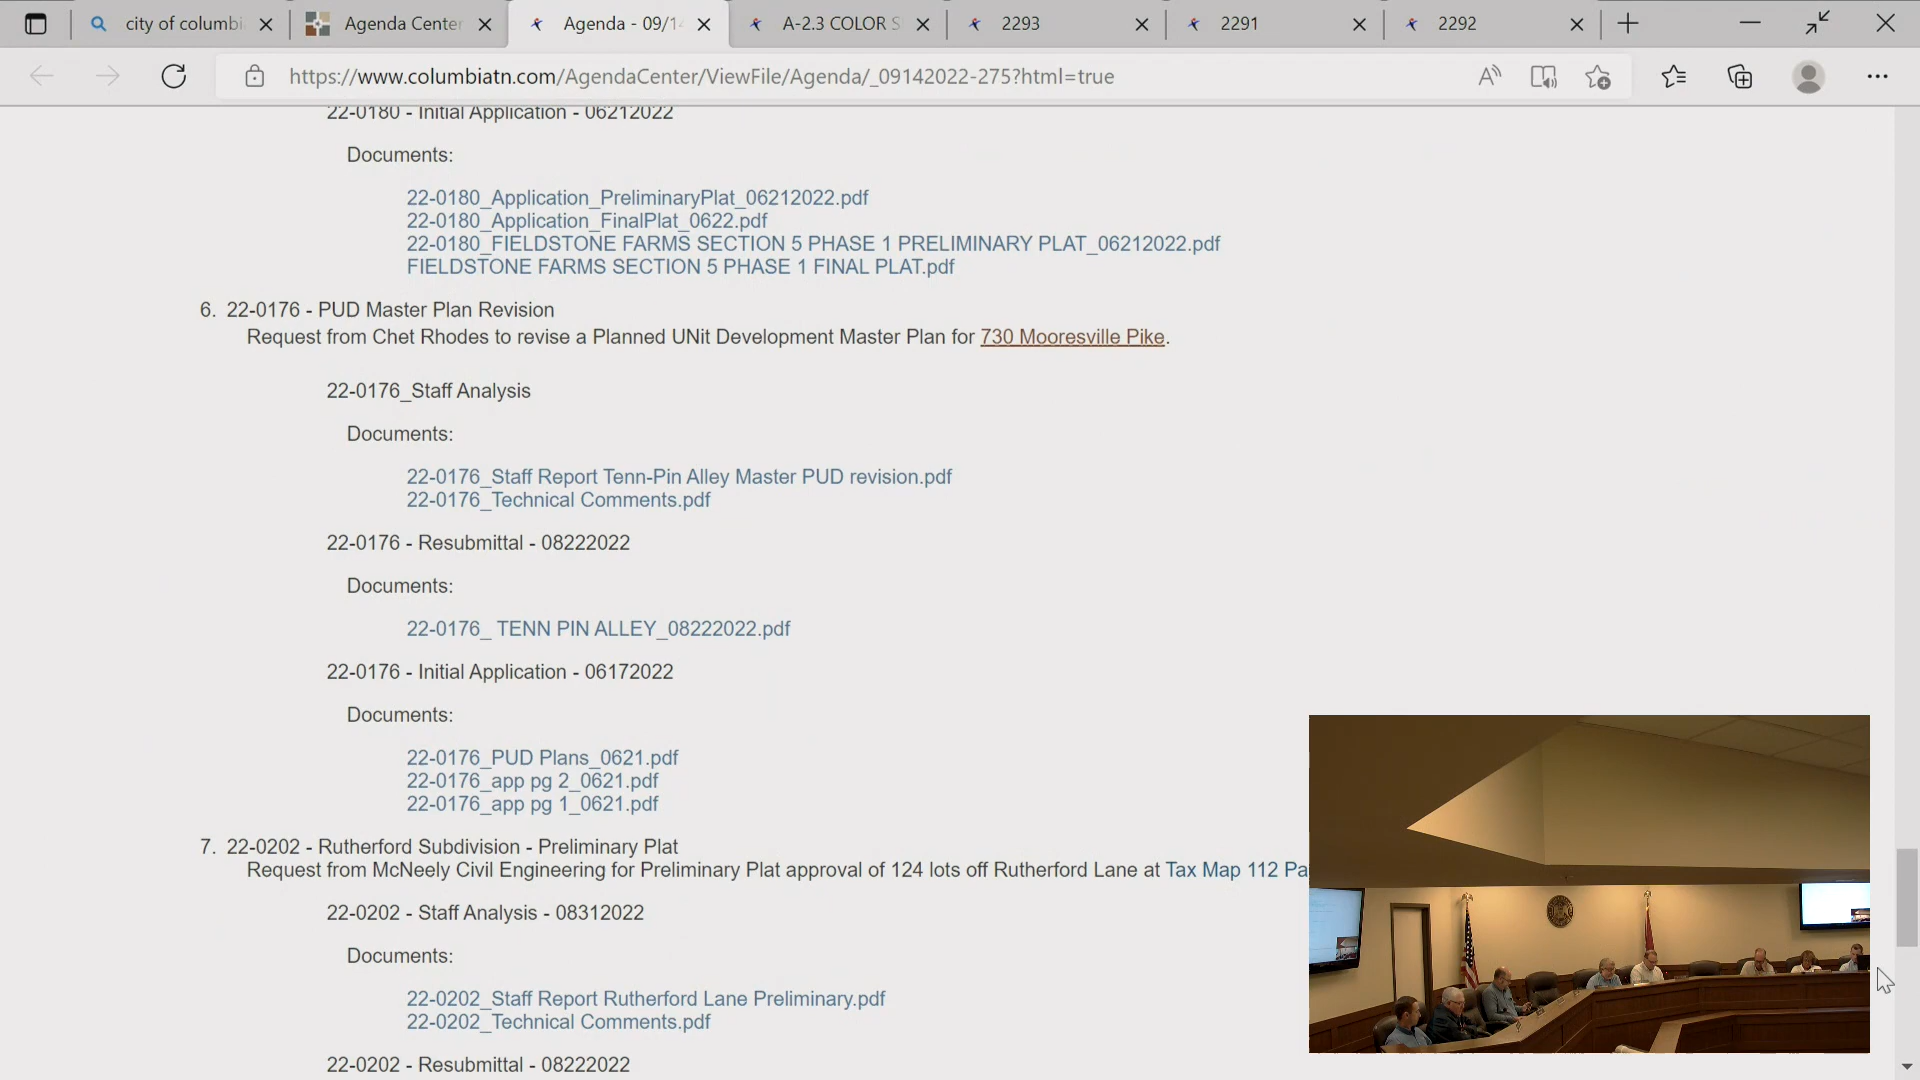 city of columbi
Agenda Center
Agenda - 09/14
A-2.3 COLOR S
2293
2291
2292
https://www.columbiatn.com/AgendaCenter/ViewFile/Agenda/_09142022-275?html=true
22-0180 - Initial Application - 06212022
Documents:
22-0180_Application_PreliminaryPlat_06212022.pdf
22-0180_Application_FinalPlat_0622.pdf
22-0180_FIELDSTONE FARMS SECTION 5 PHASE 1 PRELIMINARY PLAT_06212022.pdf
FIELDSTONE FARMS SECTION 5 PHASE 1 FINAL PLAT.pdf
6. 22-0176 - PUD Master Plan Revision
Request from Chet Rhodes to revise a Planned UNit Development Master Plan for 730 Mooresville Pike.
22-0176_Staff Analysis
Documents:
22-0176_Staff Report Tenn-Pin Alley Master PUD revision.pdf
22-0176_Technical Comments.pdf
22-0176 - Resubmittal - 08222022
Documents:
22-0176_ TENN PIN ALLEY_08222022.pdf
22-0176 - Initial Application - 06172022
Documents:
22-0176_PUD Plans_0621.pdf
22-0176_app pg 2_0621.pdf
22-0176_app pg 1_0621.pdf
7. 22-0202 - Rutherford Subdivision - Preliminary Plat
Request from McNeely Civil Engineering for Preliminary Plat approval of 124 lots off Rutherford Lane at Tax Map 112 Pa
22-0202 - Staff Analysis - 08312022
Documents:
22-0202_Staff Report Rutherford Lane Preliminary.pdf
22-0202_Technical Comments.pdf
22-0202 - Resubmittal - 08222022